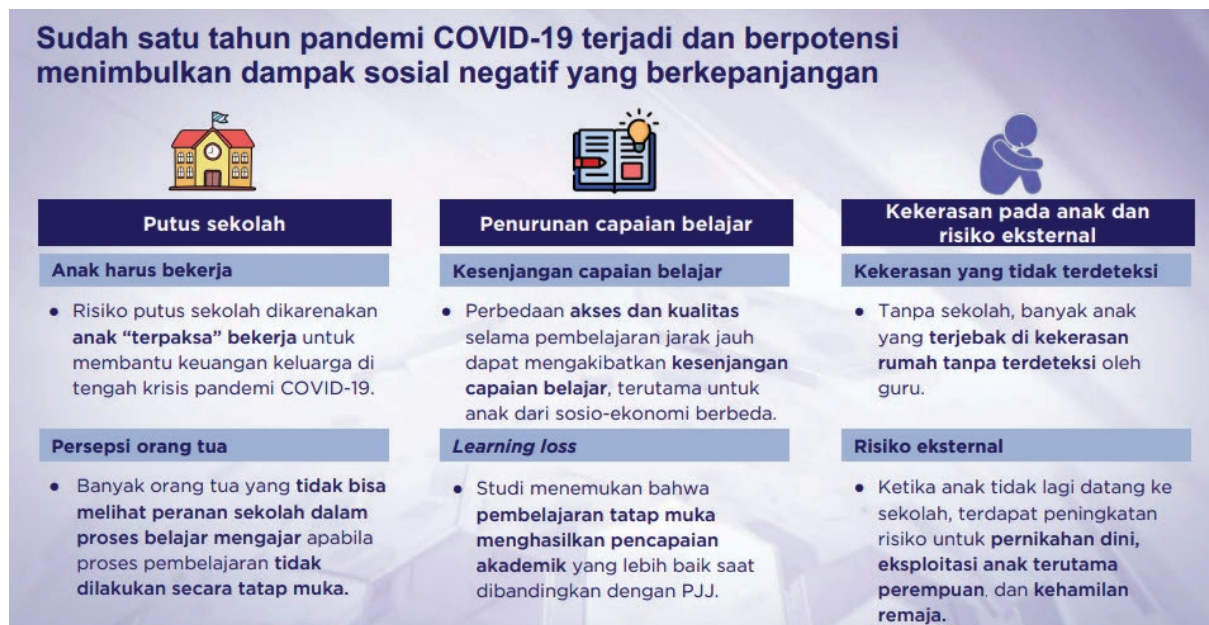 Sudah satu tahun pandemi COVID-19 terjadi dan berpotensi
menimbulkan dampak sosial negatif yang berkepanjangan
Putus sekolah
Anak harus bekerja
● Risiko putus sekolah dikarenakan
anak “terpaksa” bekerja untuk
membantu keuangan keluarga di
tengah krisis pandemi COVID-19.
Persepsi orang tua
● Banyak orang tua yang tidak bisa
melihat peranan sekolah dalam
proses belajar mengajar apabila
proses pembelajaran tidak
dilakukan secara tatap muka.
Penurunan capaian belajar
Kesenjangan capaian belajar
● Perbedaan akses dan kualitas
selama pembelajaran jarak jauh
dapat mengakibatkan kesenjangan
capaian belajar, terutama untuk
anak dari sosio-ekonomi berbeda.
Learning loss
● Studi menemukan bahwa
pembelajaran tatap muka
menghasilkan pencapaian
akademik yang lebih baik saat
dibandingkan dengan PJJ.
Kekerasan pada anak dan
risiko eksternal
Kekerasan yang tidak terdeteksi
● Tanpa sekolah, banyak anak
yang terjebak di kekerasan
rumah tanpa terdeteksi oleh
guru.
Risiko eksternal
● Ketika anak tidak lagi datang ke
sekolah, terdapat peningkatan
risiko untuk pernikahan dini,
eksploitasi anak terutama
perempuan, dan kehamilan
remaja.